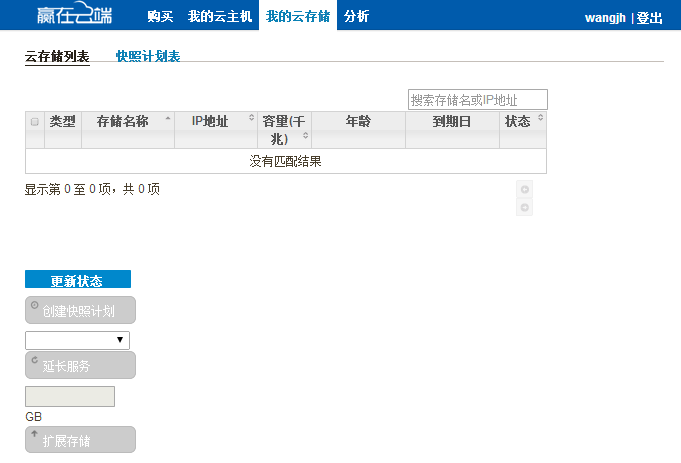 赢在云端 购买 我的云主机 我的云存储 分析 wangjh | 登出
云存储列表 快照计划表
搜索存储名或IP地址
类型 存储名称 IP地址 容量(千兆) 年龄 到期日 状态
没有匹配结果
显示第 0 至 0 项，共 0 项
更新状态
创建快照计划
延长服务
GB
扩展存储